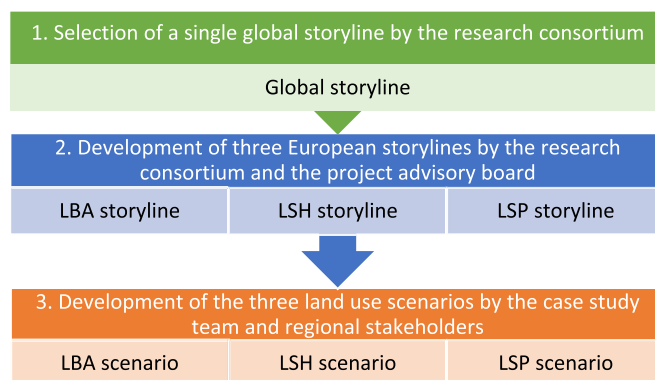 1. Selection of a single global storyline by the research consortium
Global storyline
2. Development of three European storylines by the research
consortium and the project advisory board
LBA storyline
LSH storyline
LSP storyline
3. Development of the three land use scenarios by the case study
team and regional stakeholders
LBA scenario
LSH scenario
LSP scenario